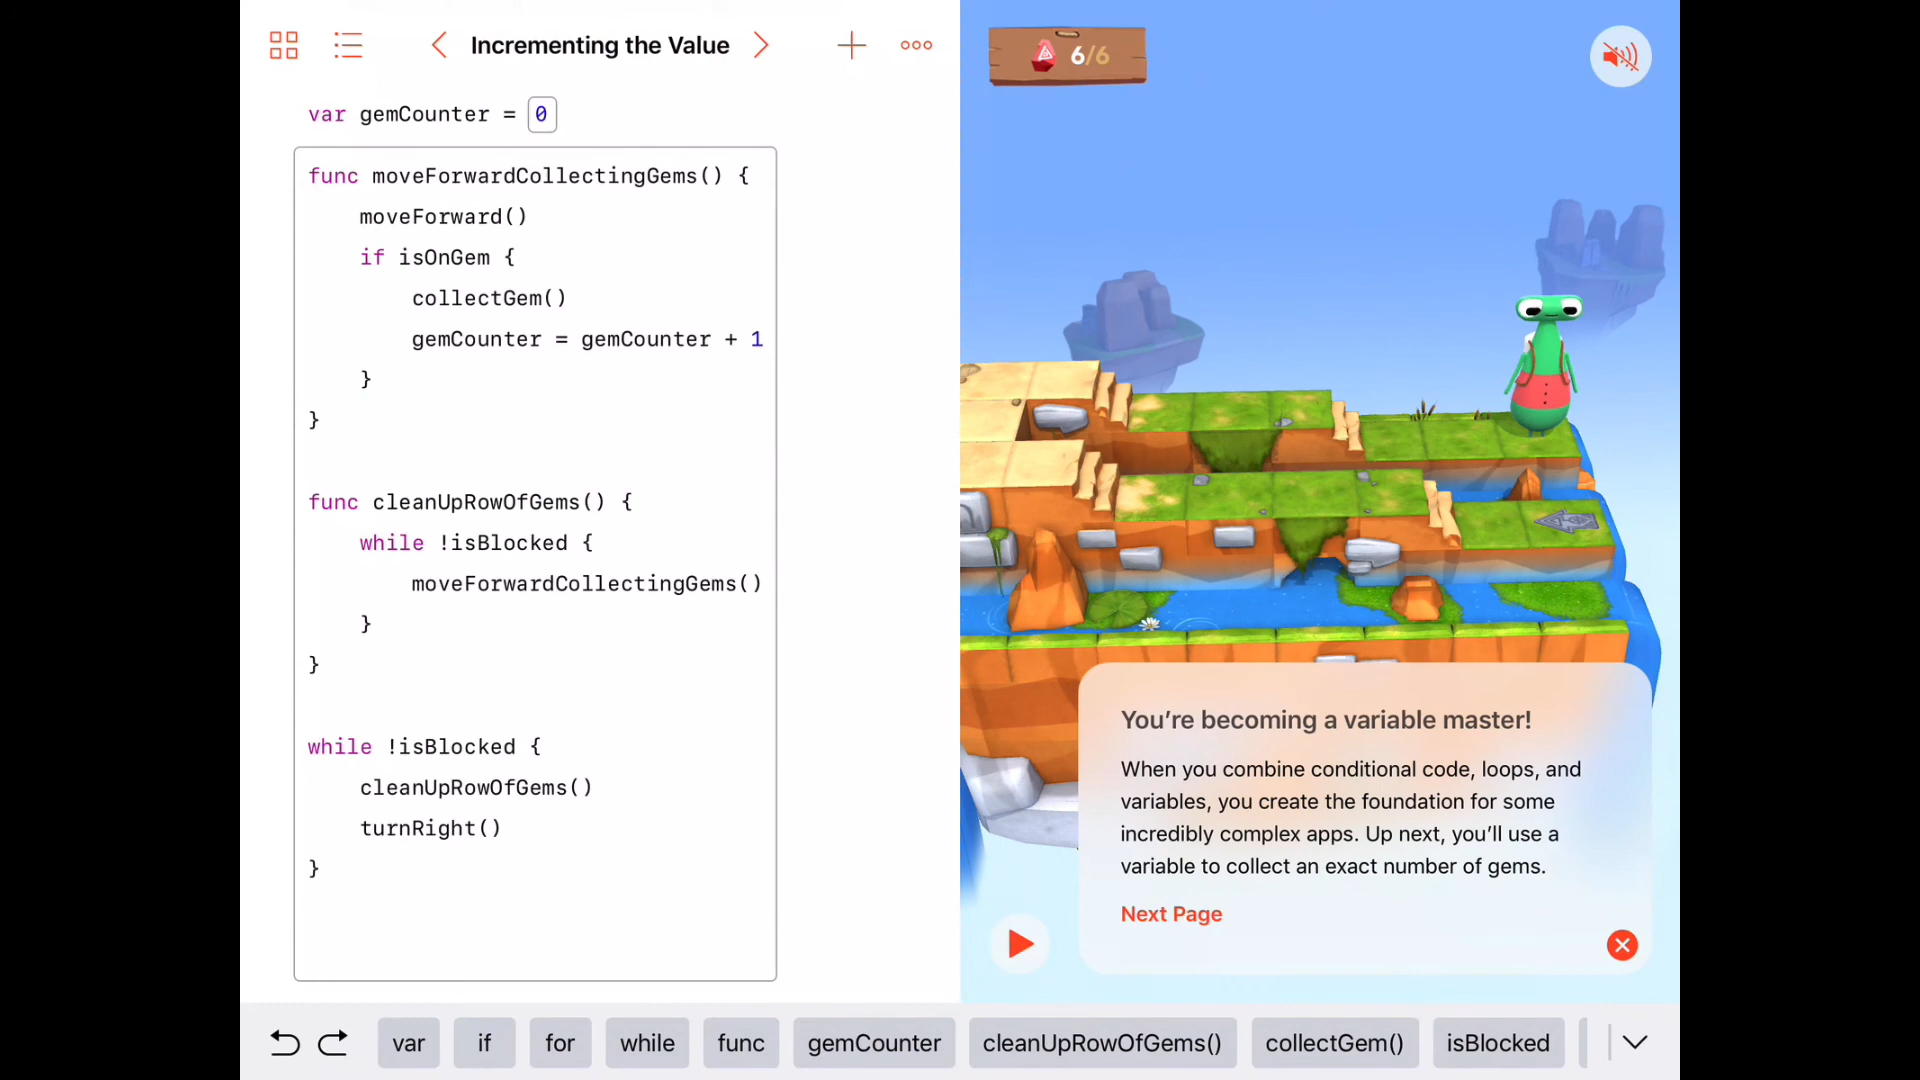 Incrementing the Value
var gemCounter = 0
func moveForwardCollectingGems() {
moveForward()
if isOnGem {
collectGem()
gemCounter = gemCounter + 1
}
}
func cleanUpRowOfGems() {
while !isBlocked {
moveForwardCollectingGems()
}
}
while !isBlocked {
cleanUpRowOfGems()
turnRight()
}
6/6
You’re becoming a variable master!
When you combine conditional code, loops, and
variables, you create the foundation for some
incredibly complex apps. Up next, you’ll use a
variable to collect an exact number of gems.
Next Page
var if for while func gemCounter cleanUpRowOfGems() collectGem() isBlocked